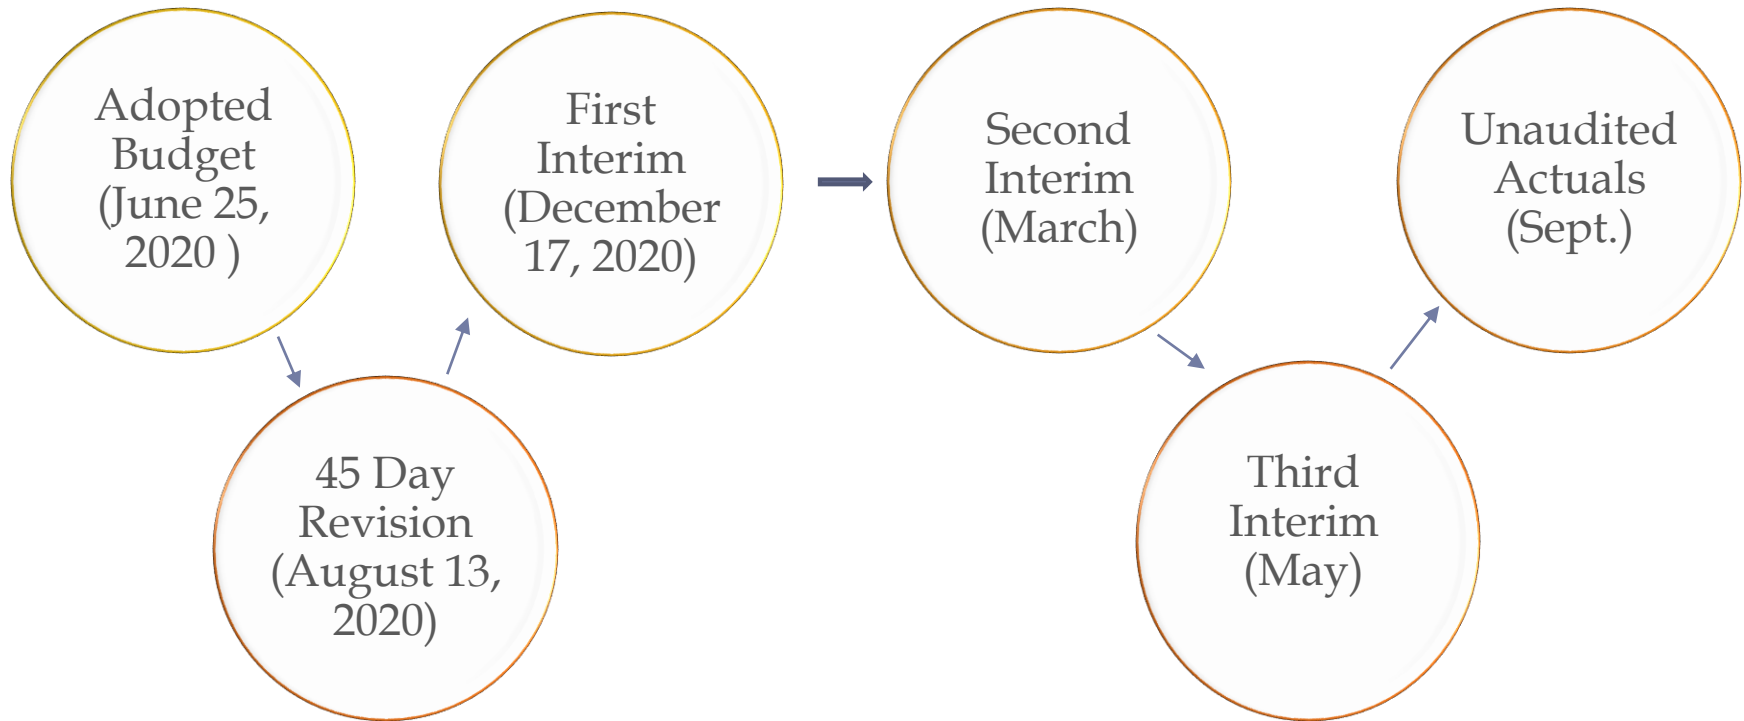 Adopted
Budget
(June 25,
2020 )
45 Day
Revision
(August 13,
2020)
First
Interim
(December
17, 2020)
Second
Interim
(March)
Third
Interim
(May)
Unaudited
Actuals
(Sept.)